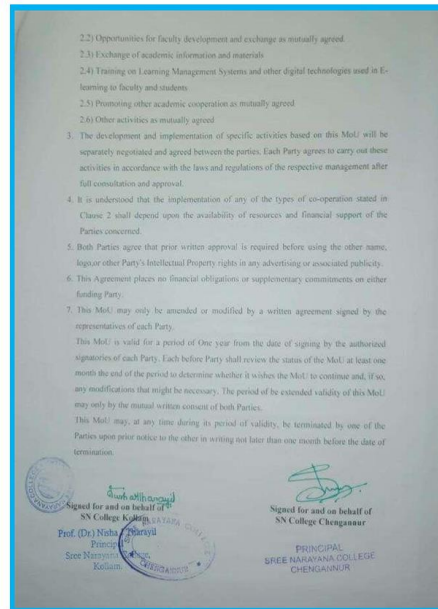 2.2) Opportunities for faculty development and exchange as mutually agreed.
2.3) Exchange of academic information and materials
2.4) Training on Learning Management Systems and other digital technologies used in E-
learning to faculty and students
2.5) Promoting other academic cooperation as mutually agreed
2.6) Other activities as mutually agreed
3. The development and implementation of specific activities based on this MoU will be
separately negotiated and agreed between the parties. Each Party agrees to carry out these
activities in accordance with the laws and regulations of the respective management after
full consultation and approval.
4. It is understood that the implementation of any of the types of co-operation stated in
Clause 2 shall depend upon the availability of resources and financial support of the
Parties concerned.
5. Both Parties agree that prior written approval is required before using the other name,
logo,or other Party's Intellectual Property rights in any advertising or associated publicity.
6. This Agreement places no financial obligations or supplementary commitments on either
funding Party.
7. This MoU may only be amended or modified by a written agreement signed by the
representatives of each Party.
This MoU is valid for a period of One year from the date of signing by the authorized
signatories of each Party. Each before Party shall review the status of the MoU at least one
month the end of the period to determine whether it wishes the MoU to continue and, if so,
any modifications that might be necessary. The period of be extended validity of this MoU
may only by the mutual written consent of both Parties.
This MoU may, at any time during its period of validity, be terminated by one of the
Parties upon prior notice to the other in writing not later than one month before the date of
termination.
Signed for and on behalf of
SN College Kollam
Prof. (Dr.) Nisha J Tharayil
Principal
Sree Narayana College,
Kollam
NARAYANA COLLEGE
CHENGANNUR
Signed for and on behalf of
SN College Chengannur
PRINCIPAL
SREE NARAYANA COLLEGE
CHENGANNUR